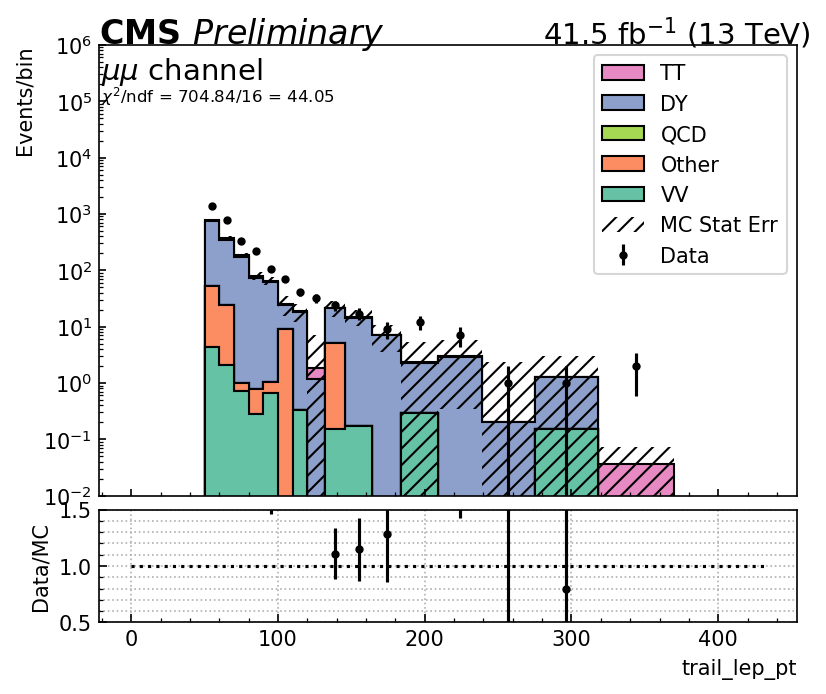 CMS Preliminary 41.5 fb⁻¹ (13 TeV)
μμ channel
χ²/ndf = 704.84/16 = 44.05
Events/bin
10⁶
10⁵
10⁴
10³
10²
10¹
10⁰
10⁻¹
10⁻²
TT
DY
QCD
Other
VV
MC Stat Err
Data
Data/MC
1.5
1.0
0.5
0 100 200 300 400
trail_lep_pt